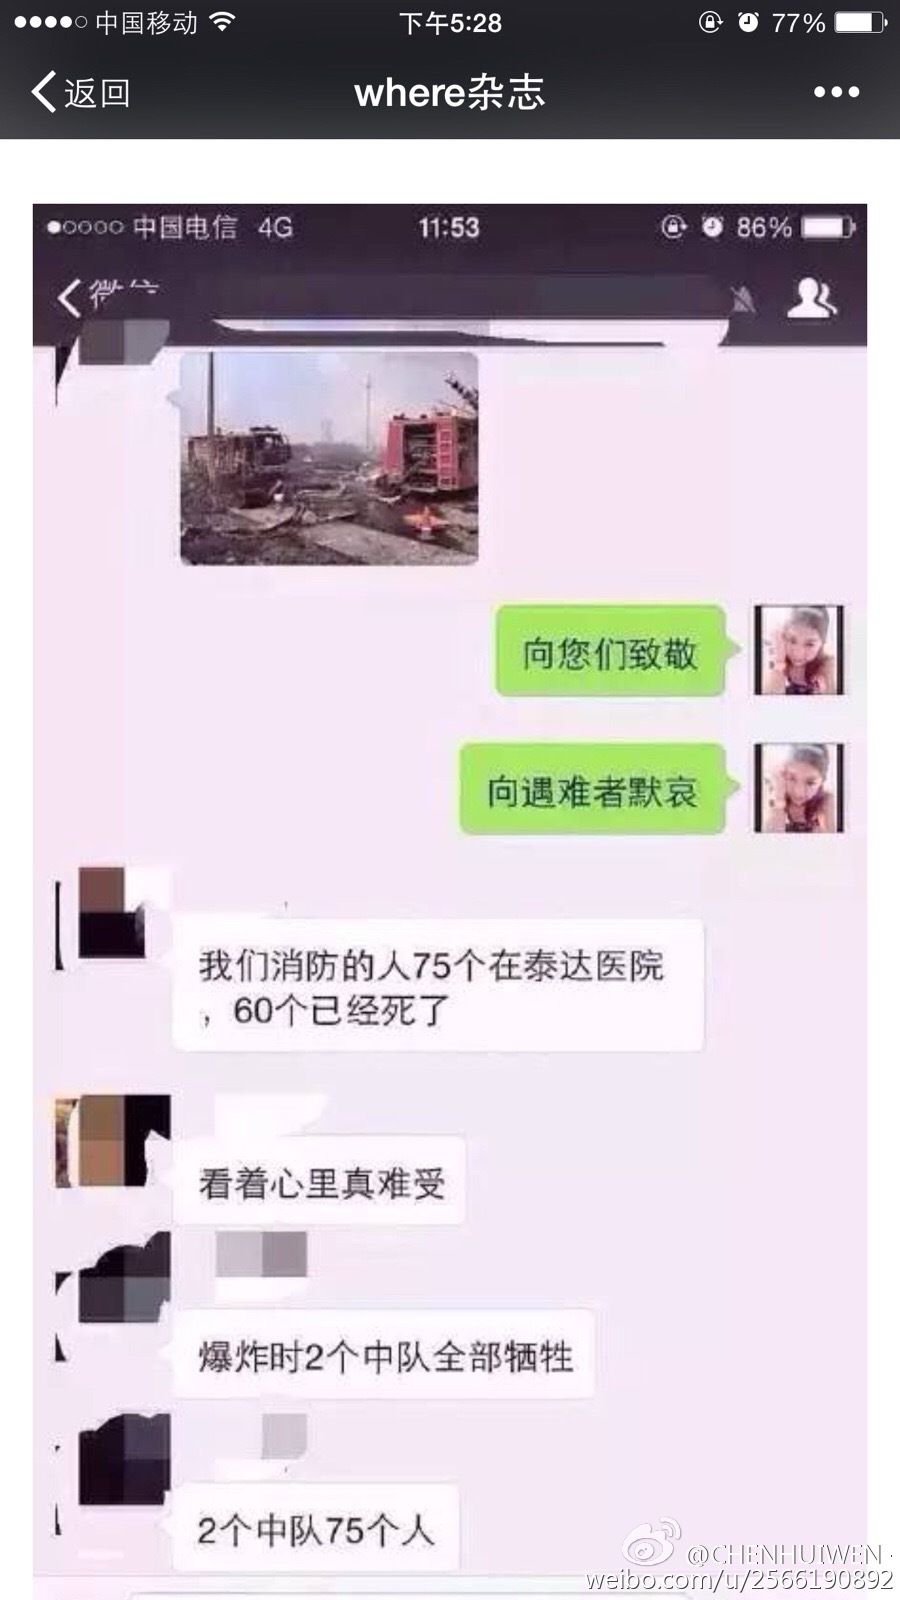 中国移动 下午5:28 77%
返回 where杂志
中国电信 4G 11:53 86%
向您们致敬
向遇难者默哀
我们消防的人75个在泰达医院
，60个已经死了
看着心里真难受
爆炸时2个中队全部牺牲
2个中队75个人
@CHENHUIWEN
weibo.com/u/2566190892